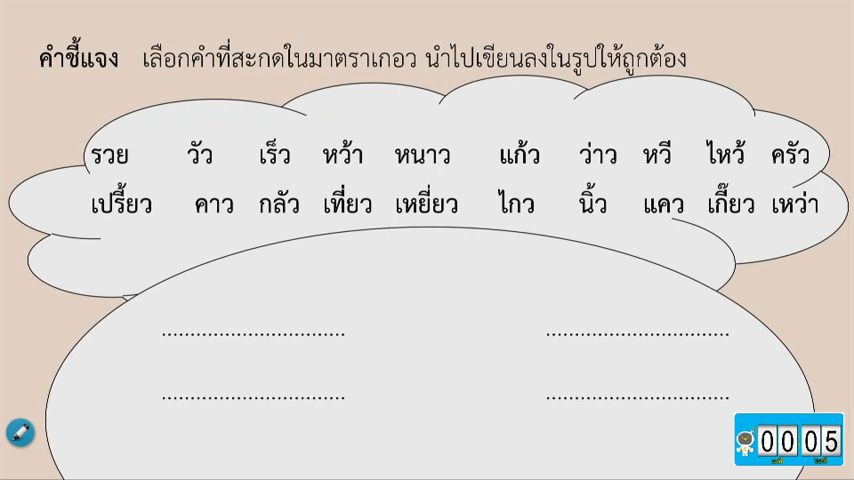 คำชี้แจง เลือกคำที่สะกดในมาตราเกอว นำไปเขียนลงในรูปให้ถูกต้อง
รวย วัว เร็ว หว้า หนาว แก้ว ว่าว หวี ไหว้ ครัว
เปรี้ยว คาว กลัว เที่ยว เหยี่ยว ไกว นิ้ว แคว เกี๊ยว เหว่า
................................. .................................
................................. .................................
00 05